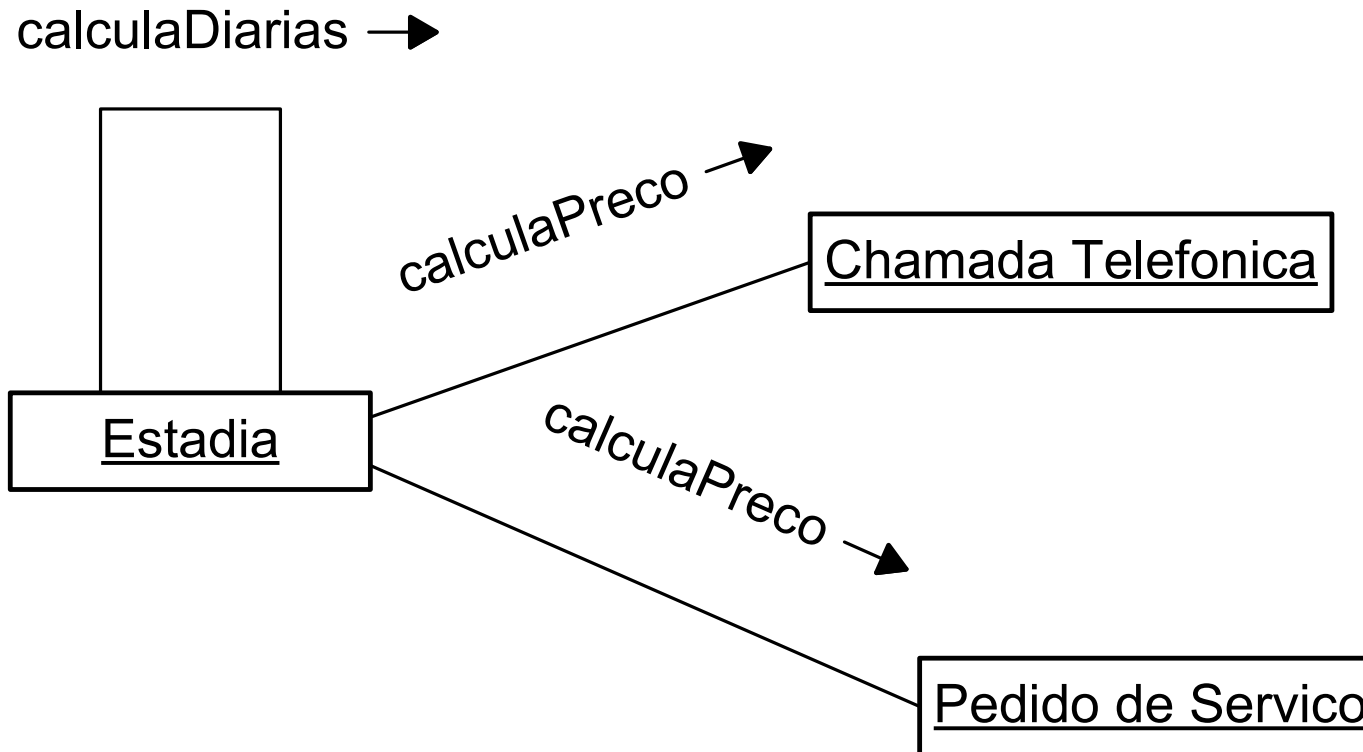 calculaDiarias
calculaPreco
Chamada Telefonica
Estadia
calculaPreco
Pedido de Servico